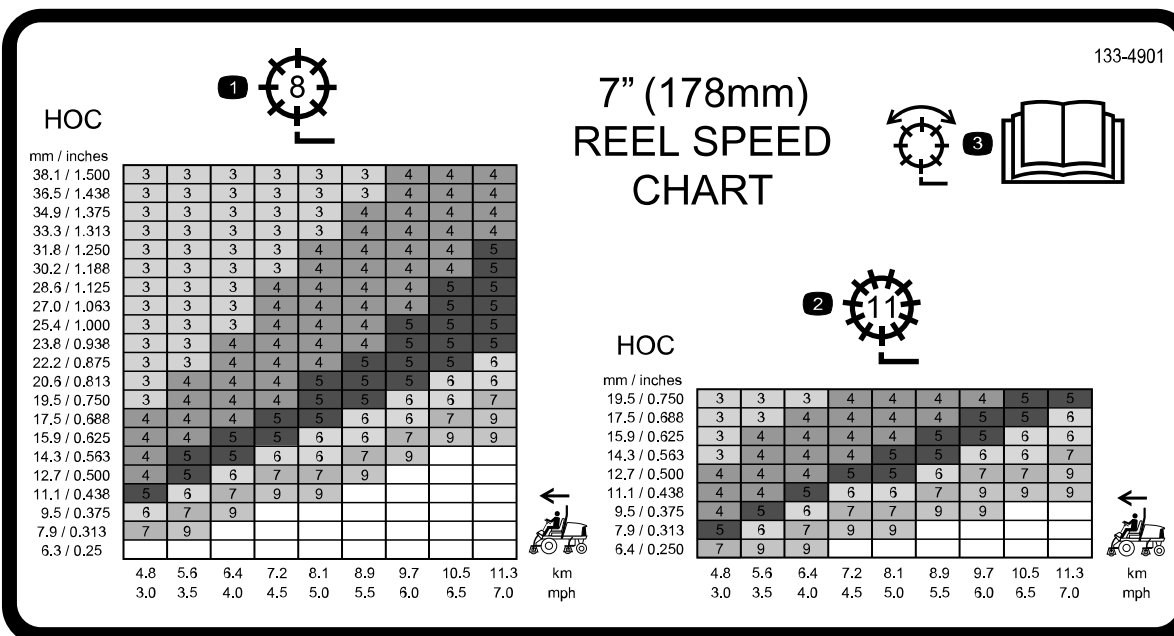 133-4901
7” (178mm)
REEL SPEED
CHART
1
8
3
HOC
mm / inches
38.1 / 1.500 3 3 3 3 3 3 4 4 4
36.5 / 1.438 3 3 3 3 3 3 4 4 4
34.9 / 1.375 3 3 3 3 3 4 4 4 4
33.3 / 1.313 3 3 3 3 3 4 4 4 4
31.8 / 1.250 3 3 3 3 4 4 4 4 5
30.2 / 1.188 3 3 3 3 4 4 4 4 5
28.6 / 1.125 3 3 3 4 4 4 4 5 5
27.0 / 1.063 3 3 3 4 4 4 4 5 5
25.4 / 1.000 3 3 3 4 4 4 5 5 5
23.8 / 0.938 3 3 4 4 4 4 5 5 5
22.2 / 0.875 3 3 4 4 4 5 5 5 6
20.6 / 0.813 3 4 4 4 5 5 5 6 6
19.5 / 0.750 3 4 4 4 5 5 6 6 7
17.5 / 0.688 4 4 4 5 5 6 6 7 9
15.9 / 0.625 4 4 5 5 6 6 7 9 9
14.3 / 0.563 4 5 5 6 6 7 9
12.7 / 0.500 4 5 6 7 7 9
11.1 / 0.438 5 6 7 9 9
9.5 / 0.375 6 7 9
7.9 / 0.313 7 9
6.3 / 0.25
4.8 5.6 6.4 7.2 8.1 8.9 9.7 10.5 11.3 km
3.0 3.5 4.0 4.5 5.0 5.5 6.0 6.5 7.0 mph
2
11
HOC
mm / inches
19.5 / 0.750 3 3 3 4 4 4 4 5 5
17.5 / 0.688 3 3 4 4 4 4 5 5 6
15.9 / 0.625 3 4 4 4 4 5 5 6 6
14.3 / 0.563 3 4 4 4 5 5 6 6 7
12.7 / 0.500 4 4 4 5 5 6 7 7 9
11.1 / 0.438 4 4 5 6 6 7 9 9 9
9.5 / 0.375 4 5 6 7 7 9 9
7.9 / 0.313 5 6 7 9 9
6.4 / 0.250 7 9 9
4.8 5.6 6.4 7.2 8.1 8.9 9.7 10.5 11.3 km
3.0 3.5 4.0 4.5 5.0 5.5 6.0 6.5 7.0 mph